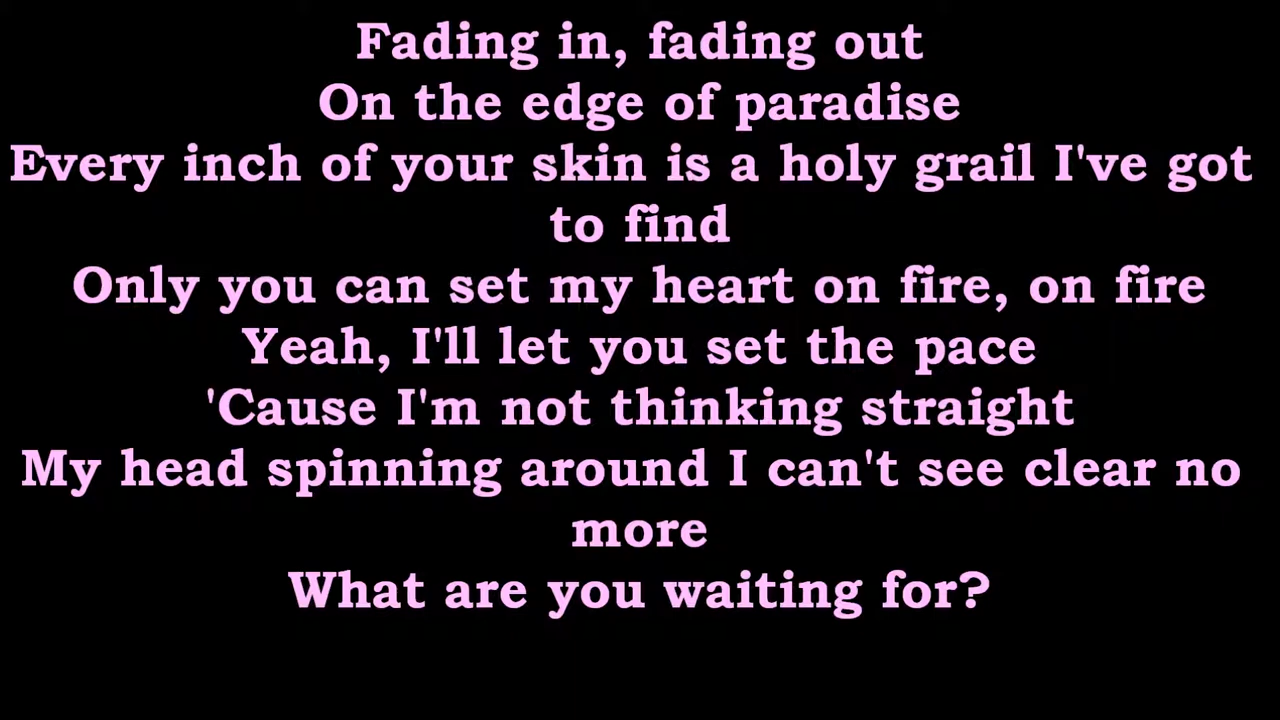 Fading in, fading out
On the edge of paradise
Every inch of your skin is a holy grail I've got
to find
Only you can set my heart on fire, on fire
Yeah, I'll let you set the pace
'Cause I'm not thinking straight
My head spinning around I can't see clear no
more
What are you waiting for?